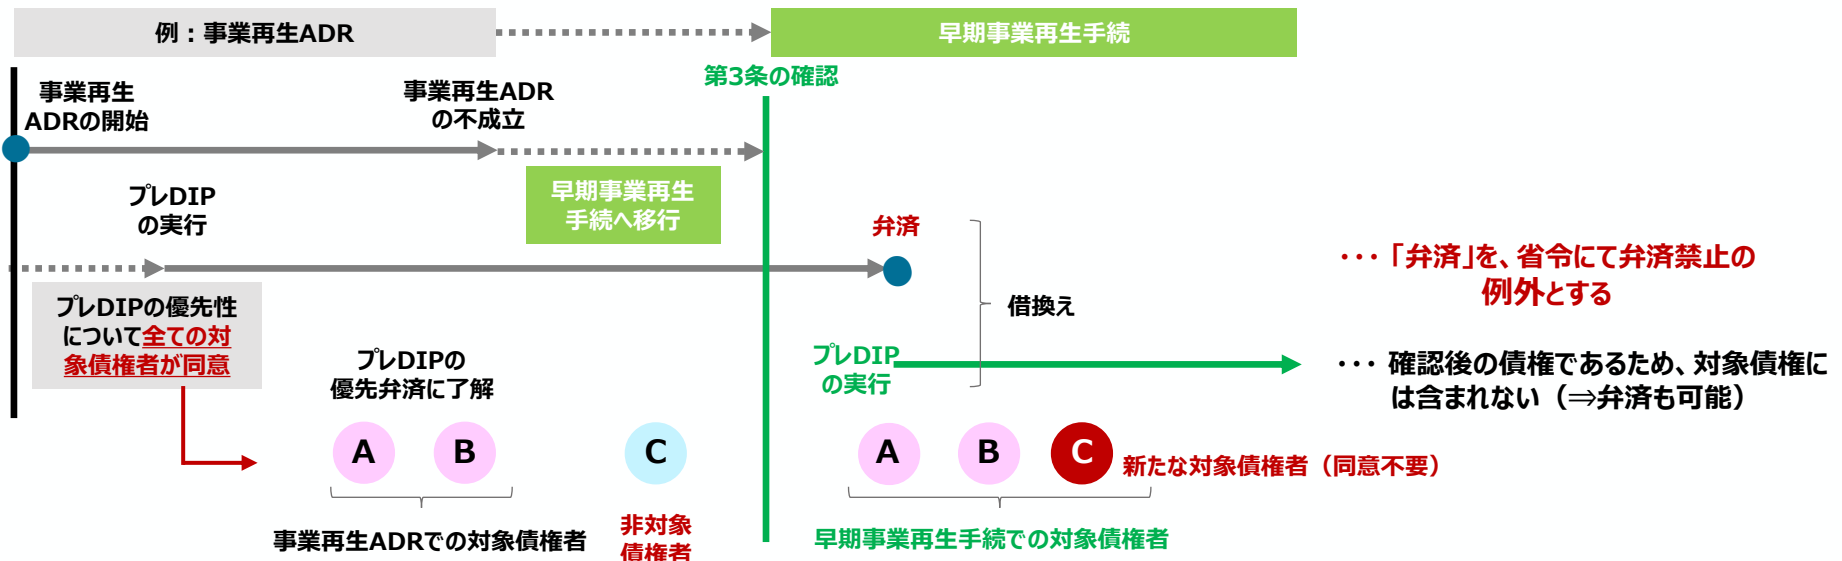 例：事業再生ADR
早期事業再生手続
第3条の確認
事業再生
ADRの開始
事業再生ADR
の不成立
早期事業再生
手続へ移行
プレDIP
の実行
弁済
プレDIPの優先性
について全ての対
象債権者が同意
借換え
・・・「弁済」を、省令にて弁済禁止の
例外とする
プレDIPの
優先弁済に了解
プレDIP
の実行
・・・ 確認後の債権であるため、対象債権に
は含まれない（⇒弁済も可能）
A B C
A B C 新たな対象債権者（同意不要）
事業再生ADRでの対象債権者
非対象
債権者
早期事業再生手続での対象債権者